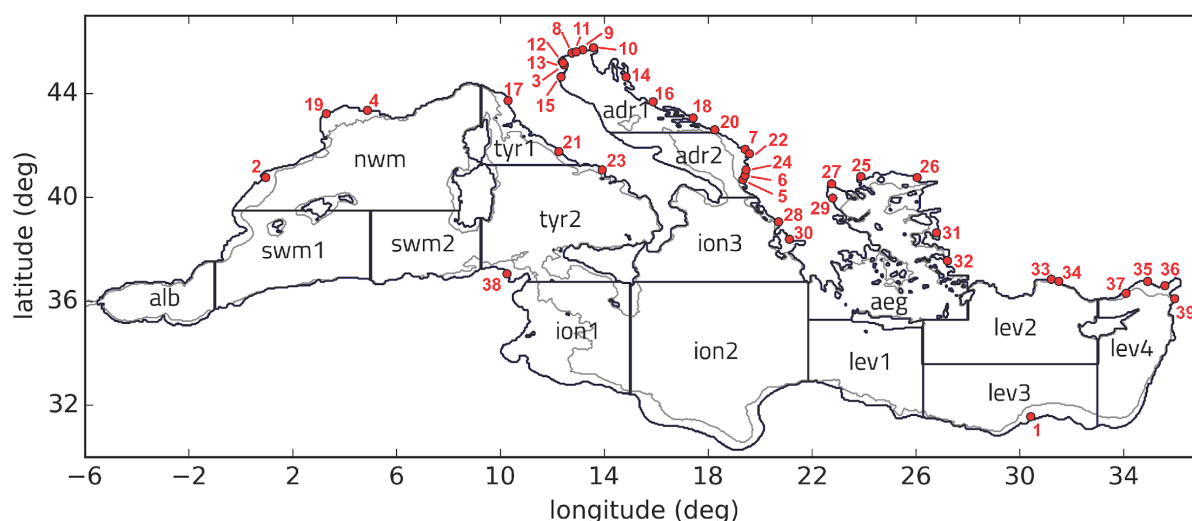 8 11 9
12 10
13
3 14
15
17 16
adr1 18
19 4
20
44
tyr1 21
7 22
nwm adr2
24
2 23
6
5
25 26
27
29
40
28
30
31
tyr2
swm1 swm2 ion3
32
38
33 34 35 36
37
39
alb aeg
36
ion1 lev2
ion2 lev1 lev4
lev3
32
1
−6 −2 2 6 10 14 18 22 26 30 34
latitude (deg)
longitude (deg)